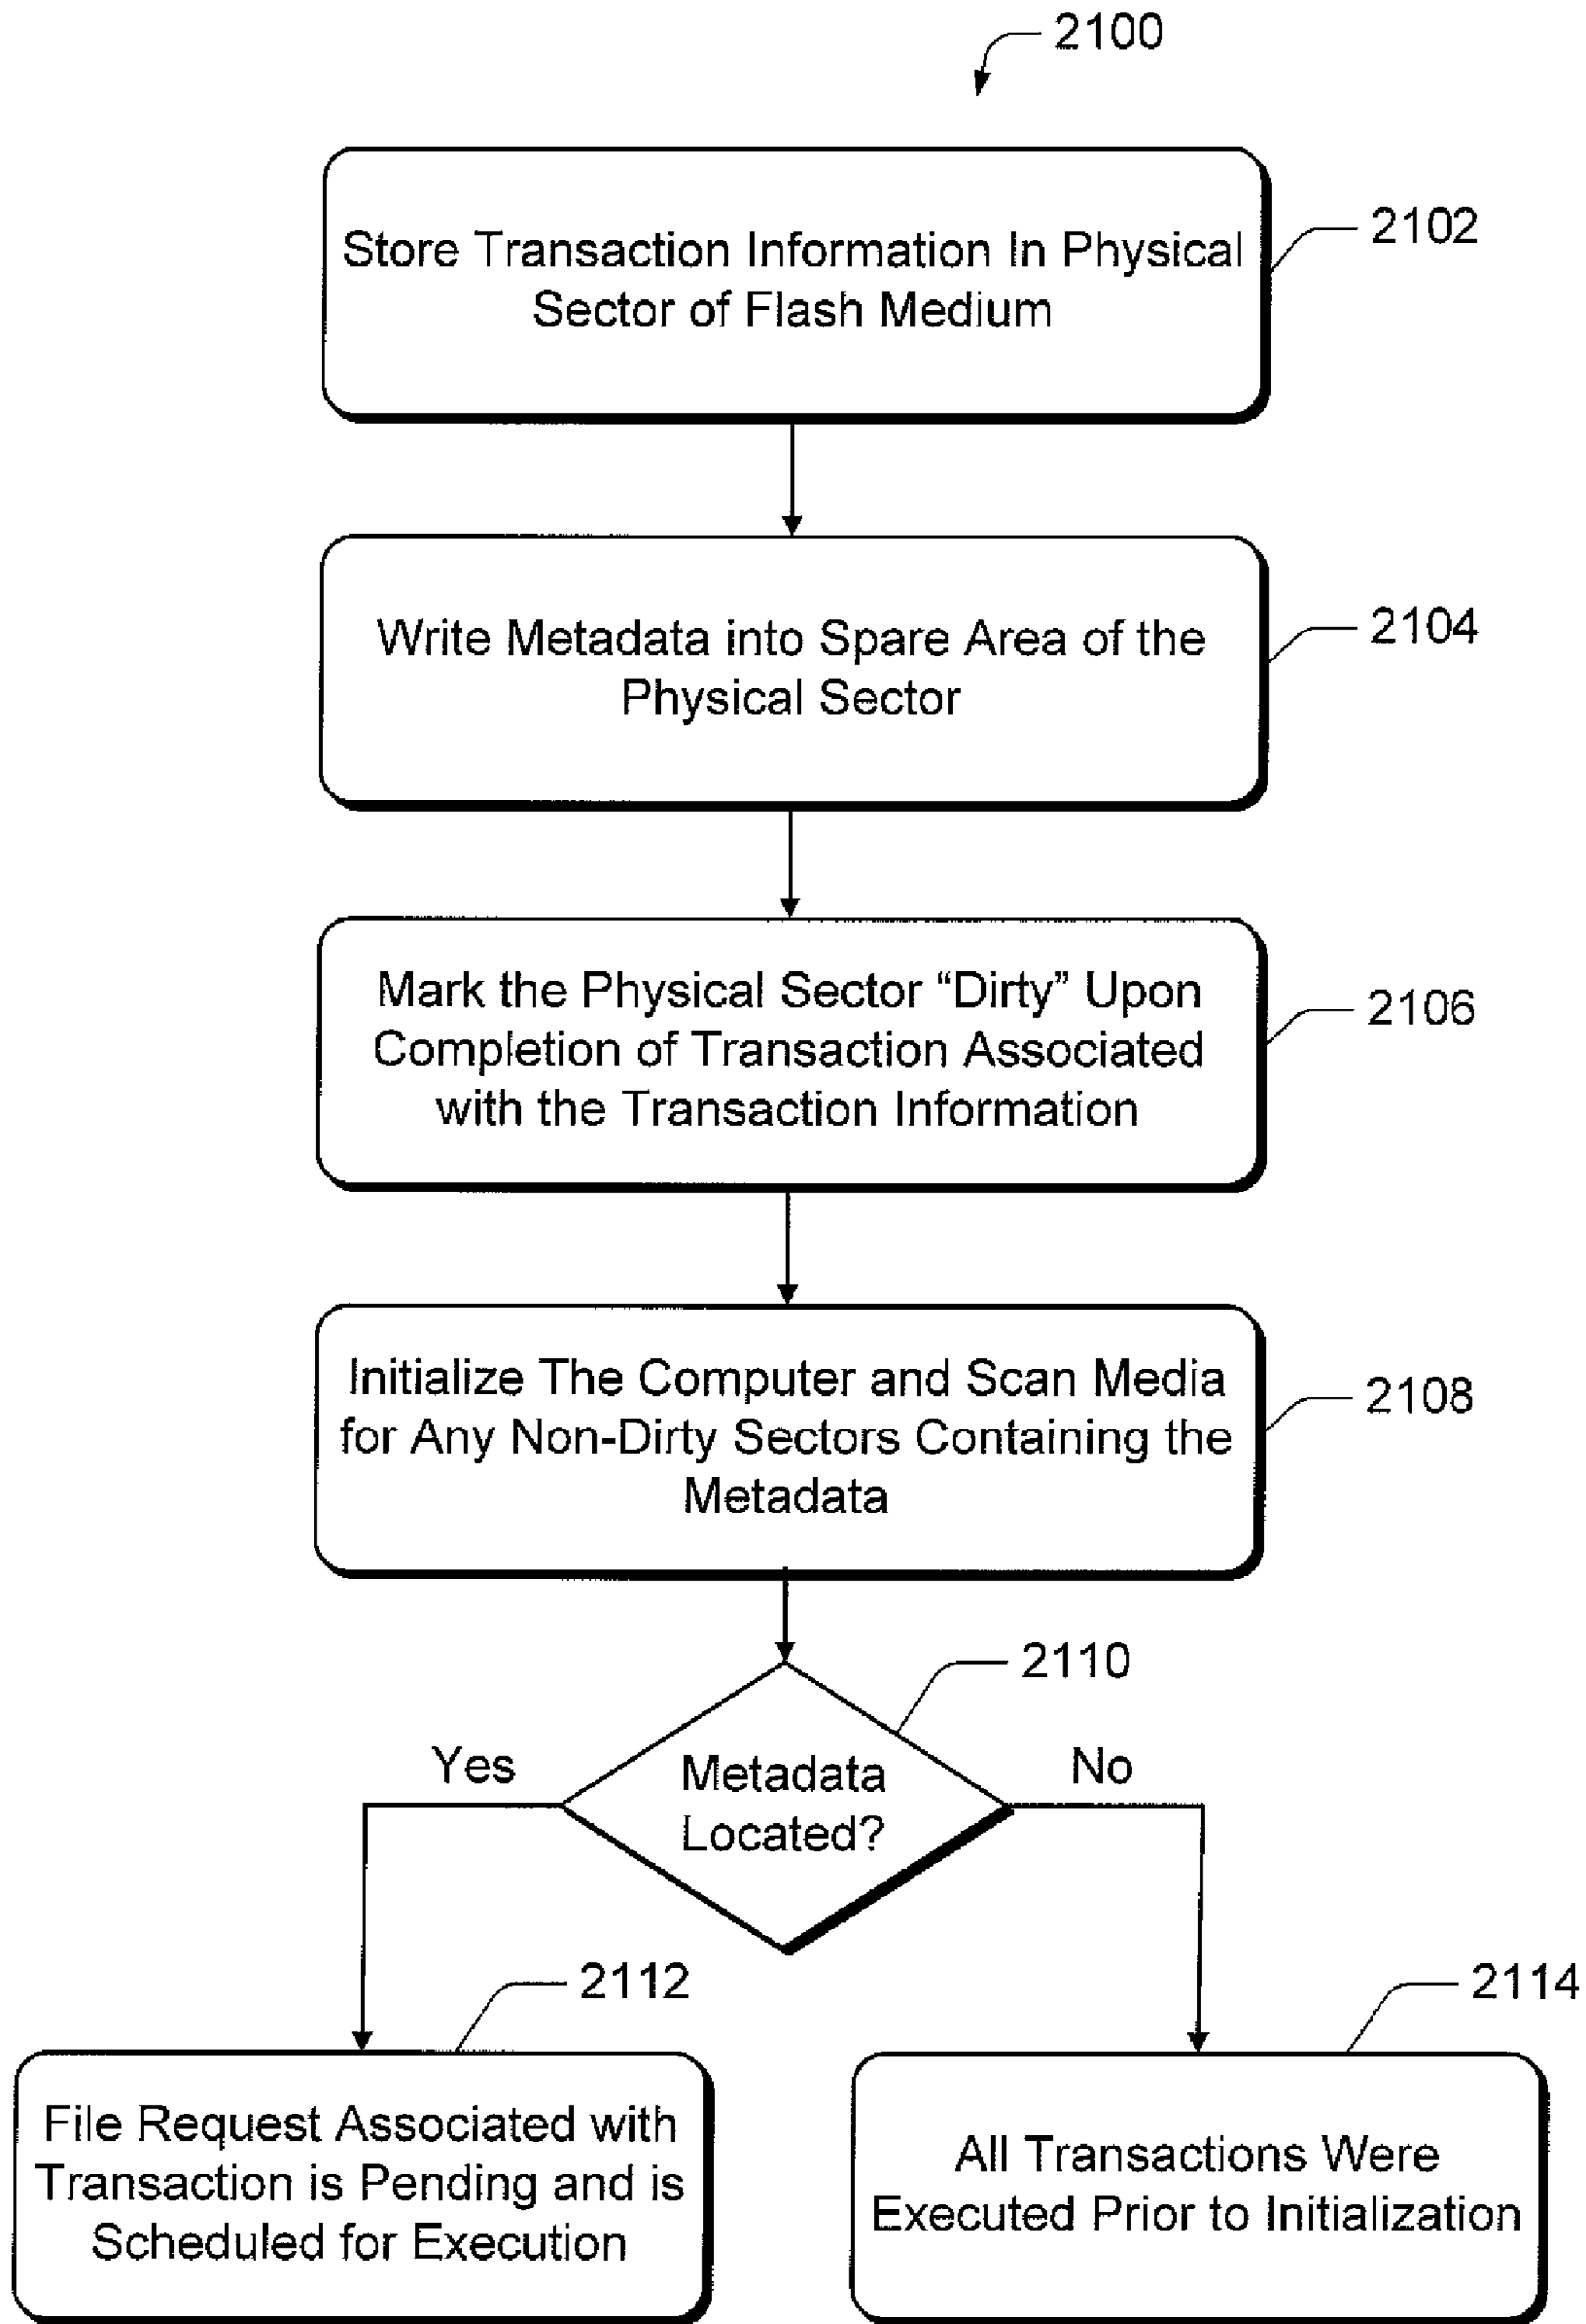 2100
Store Transaction Information In Physical
Sector of Flash Medium
2102
Write Metadata into Spare Area of the
Physical Sector
2104
Mark the Physical Sector “Dirty” Upon
Completion of Transaction Associated
with the Transaction Information
2106
Initialize The Computer and Scan Media
for Any Non-Dirty Sectors Containing the
Metadata
2108
2110
Metadata
Located?
Yes
No
2112
File Request Associated with
Transaction is Pending and is
Scheduled for Execution
2114
All Transactions Were
Executed Prior to Initialization